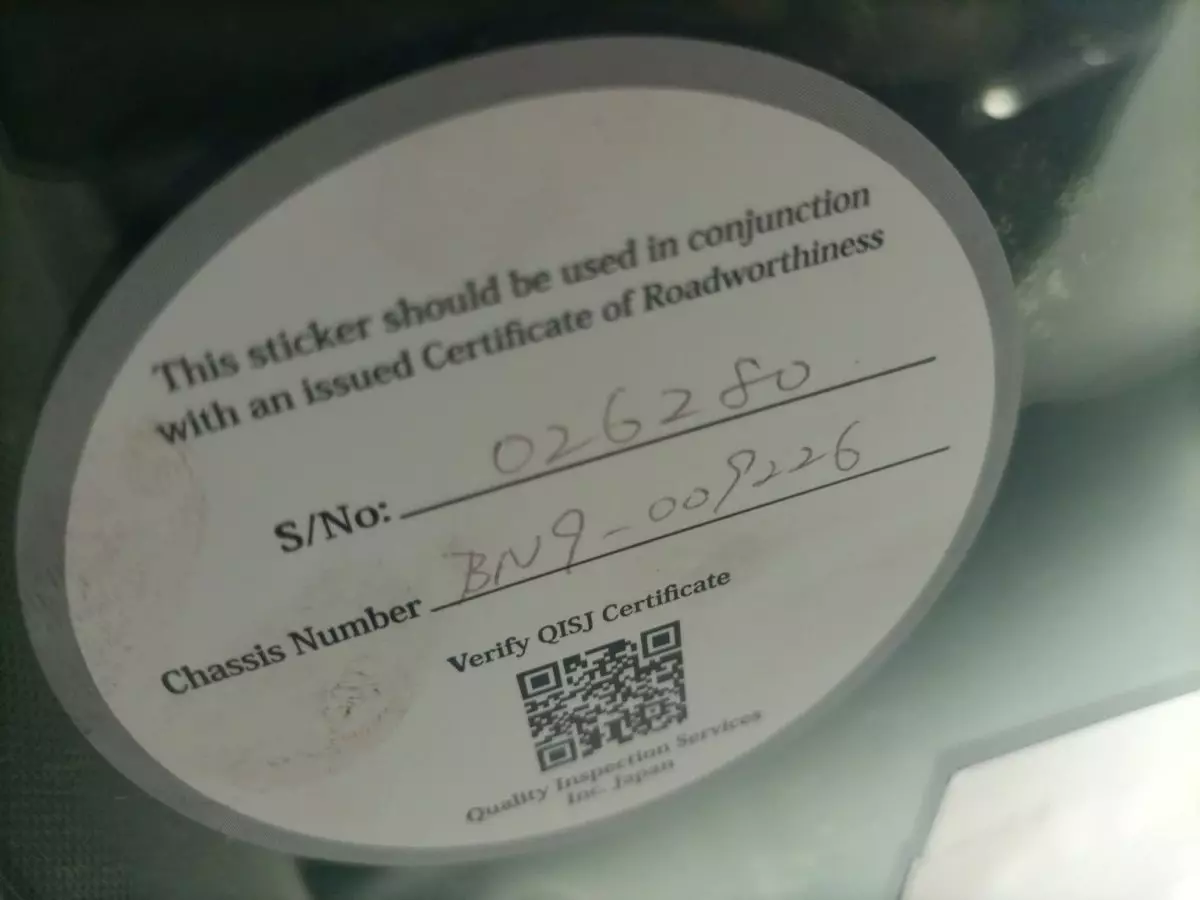 This sticker should be used in conjunction
with an issued Certificate of Roadworthiness
S/No: 026280
Chassis Number BN9-009226
Verify QISJ Certificate
Quality Inspection Services
Inc. Japan